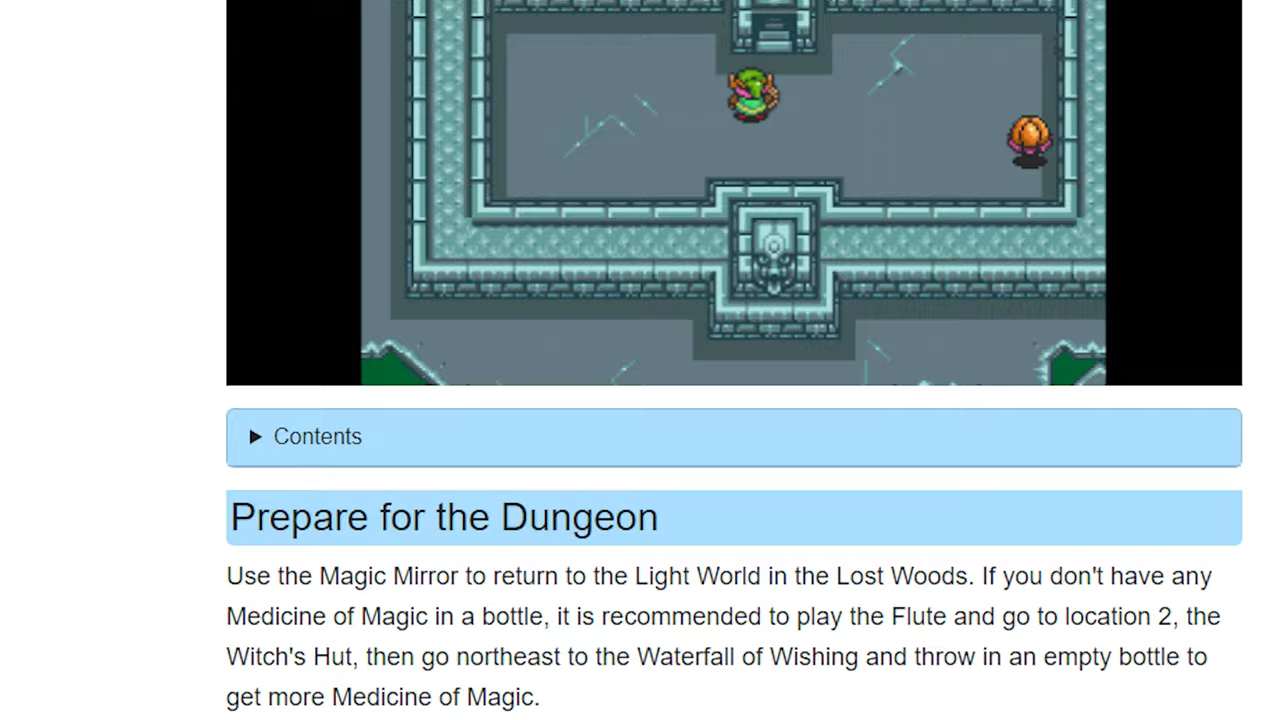 Contents
Prepare for the Dungeon
Use the Magic Mirror to return to the Light World in the Lost Woods. If you don't have any
Medicine of Magic in a bottle, it is recommended to play the Flute and go to location 2, the
Witch's Hut, then go northeast to the Waterfall of Wishing and throw in an empty bottle to
get more Medicine of Magic.